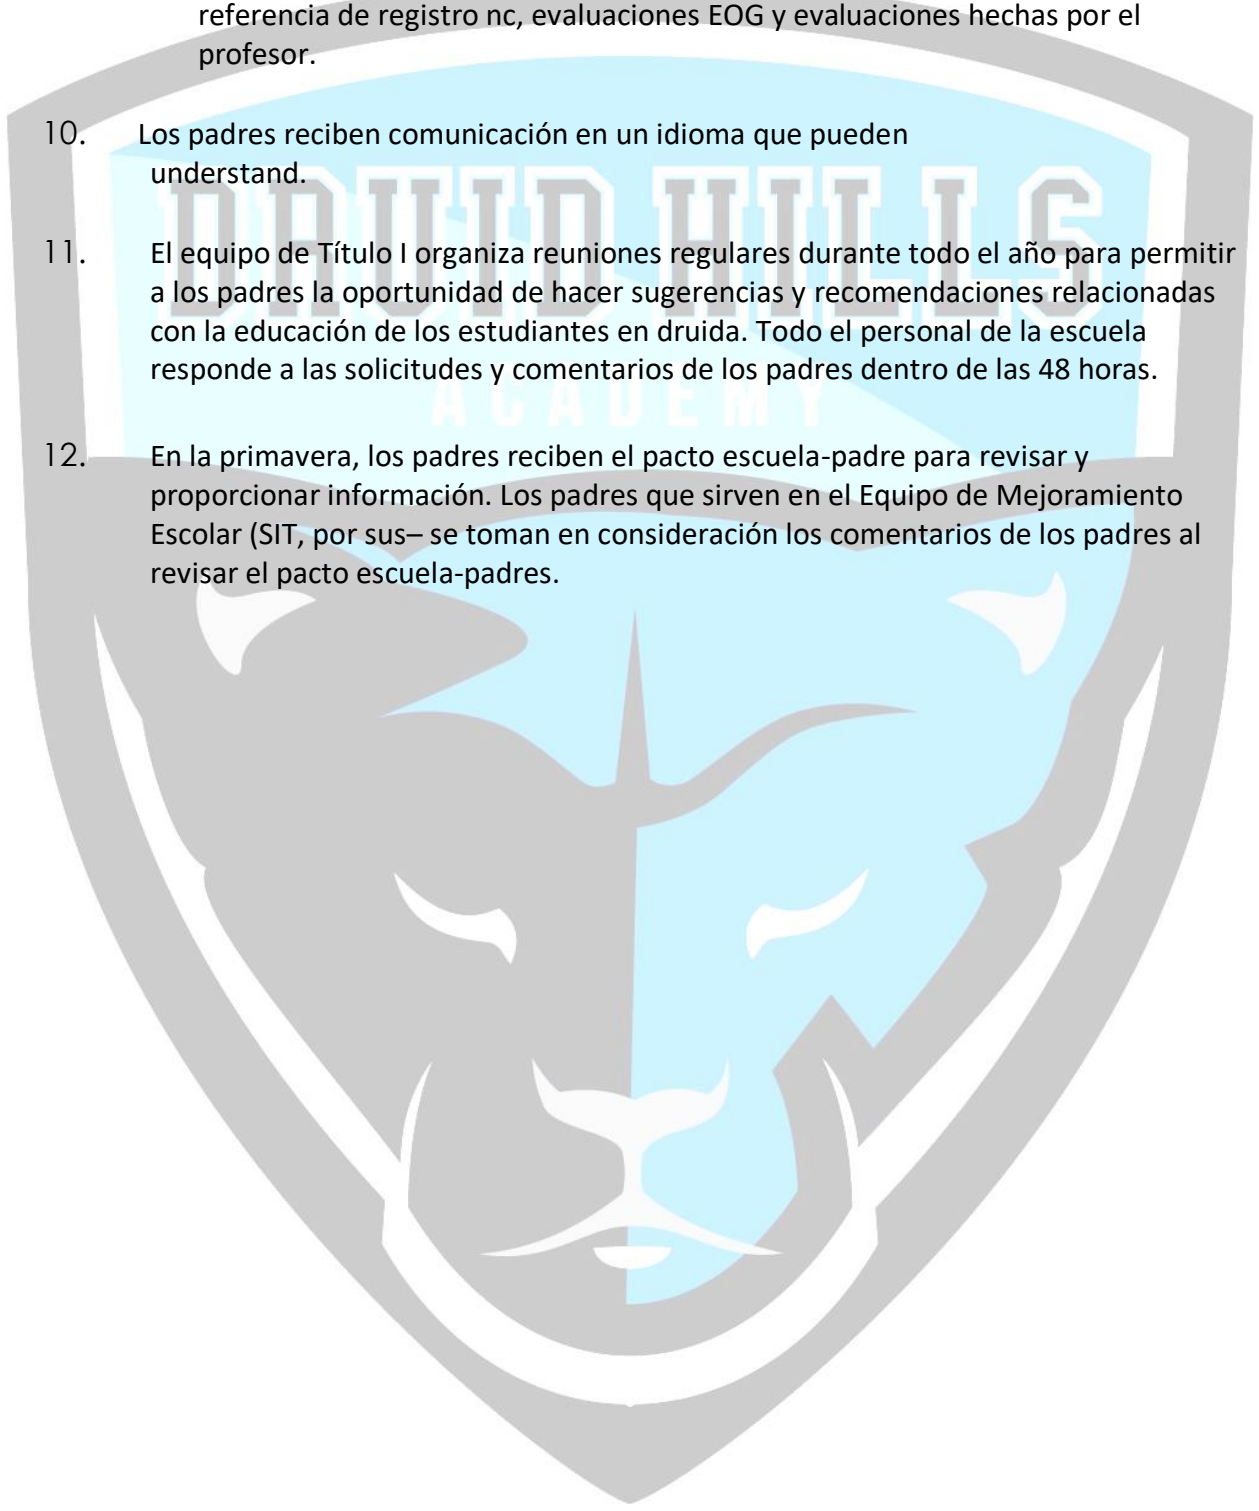 referencia de registro nc, evaluaciones EOG y evaluaciones hechas por el
profesor.
10. Los padres reciben comunicación en un idioma que pueden
understand.
DRUID HILLS
11. El equipo de Título I organiza reuniones regulares durante todo el año para permitir
a los padres la oportunidad de hacer sugerencias y recomendaciones relacionadas
con la educación de los estudiantes en druida. Todo el personal de la escuela
responde a las solicitudes y comentarios de los padres dentro de las 48 horas.
ACADEMY
12. En la primavera, los padres reciben el pacto escuela-padre para revisar y
proporcionar información. Los padres que sirven en el Equipo de Mejoramiento
Escolar (SIT, por sus– se toman en consideración los comentarios de los padres al
revisar el pacto escuela-padres.